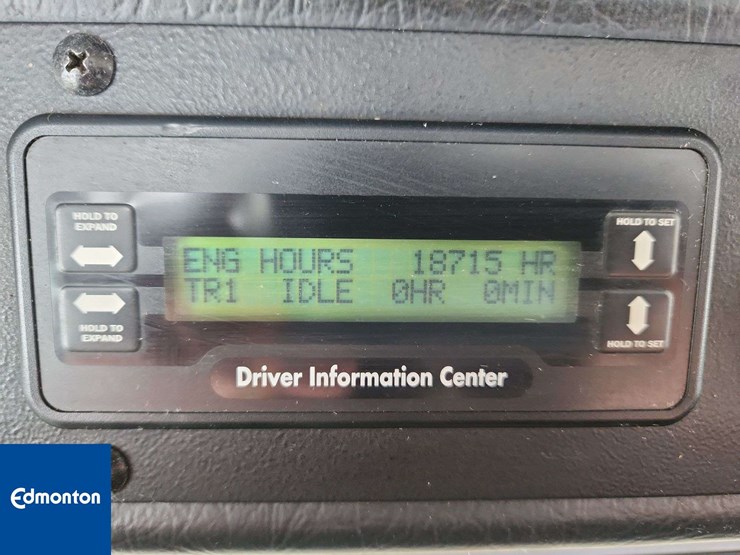 HOLD TO
EXPAND
HOLD TO SET
ENG HOURS 18715 HR
TR1 IDLE 0HR 0MIN
HOLD TO
EXPAND
HOLD TO SET
Driver Information Center
Edmonton